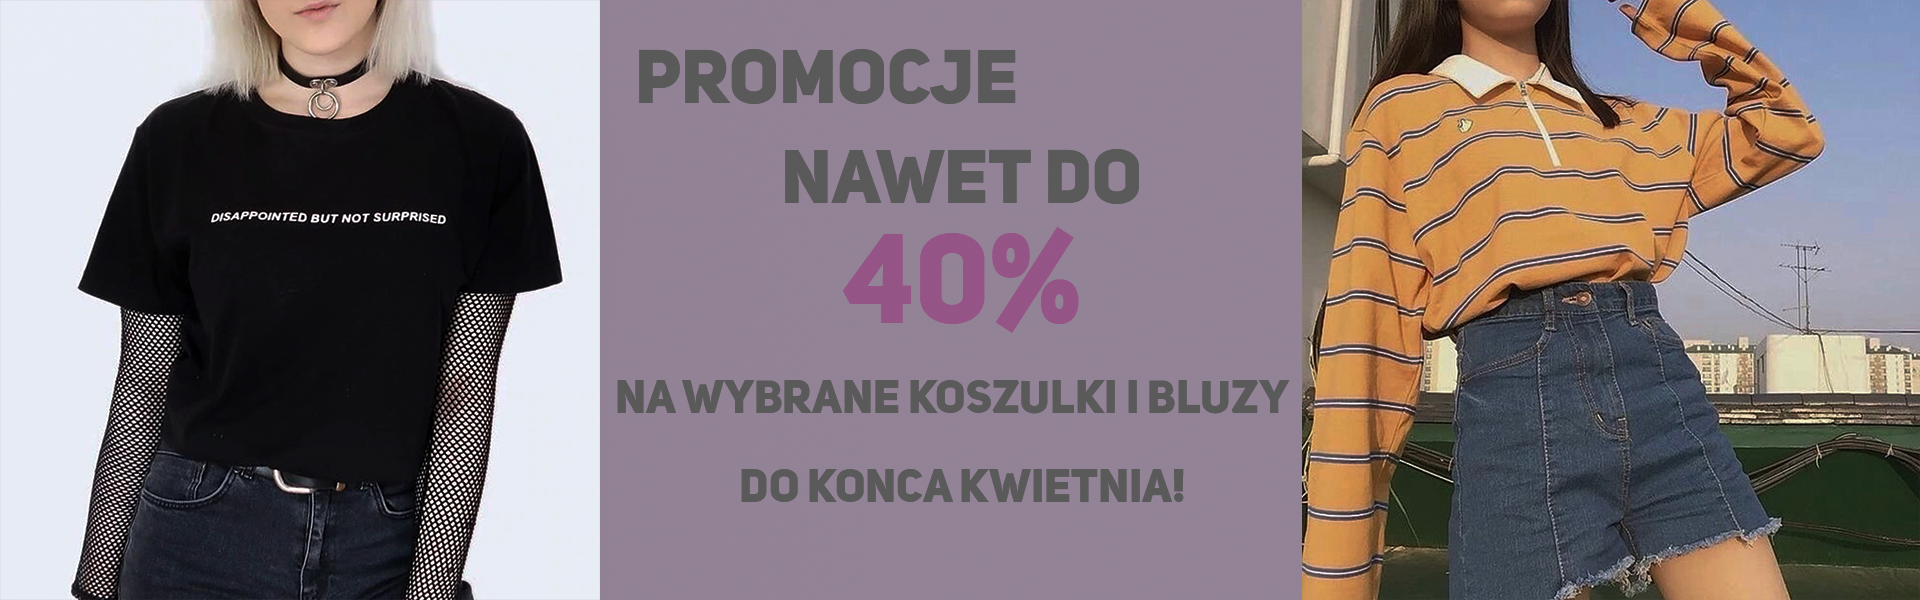 DISAPPOINTED BUT NOT SURPRISED
PROMOCJE
NAWET DO
40%
NA WYBRANE KOSZULKI I BLUZY
DO KONCA KWIETNIA!